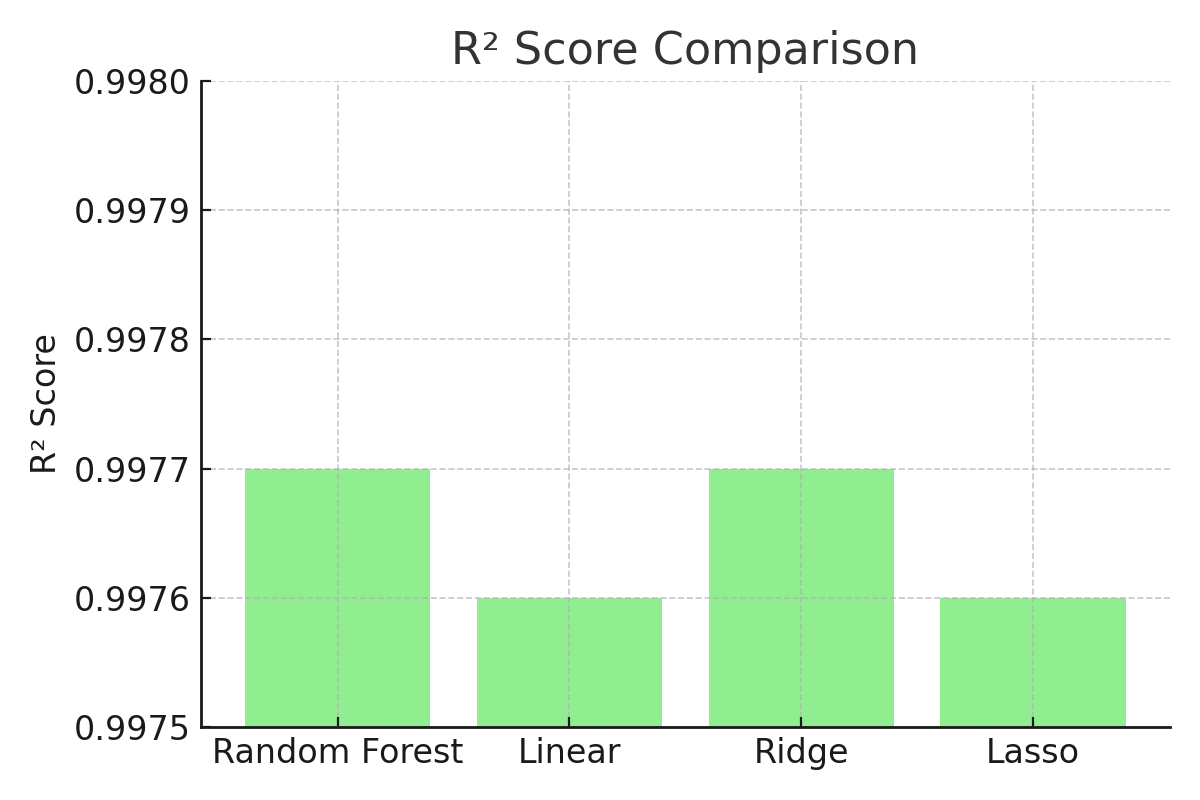 R² Score Comparison
R² Score
0.9980
0.9979
0.9978
0.9977
0.9976
0.9975
Random Forest
Linear
Ridge
Lasso